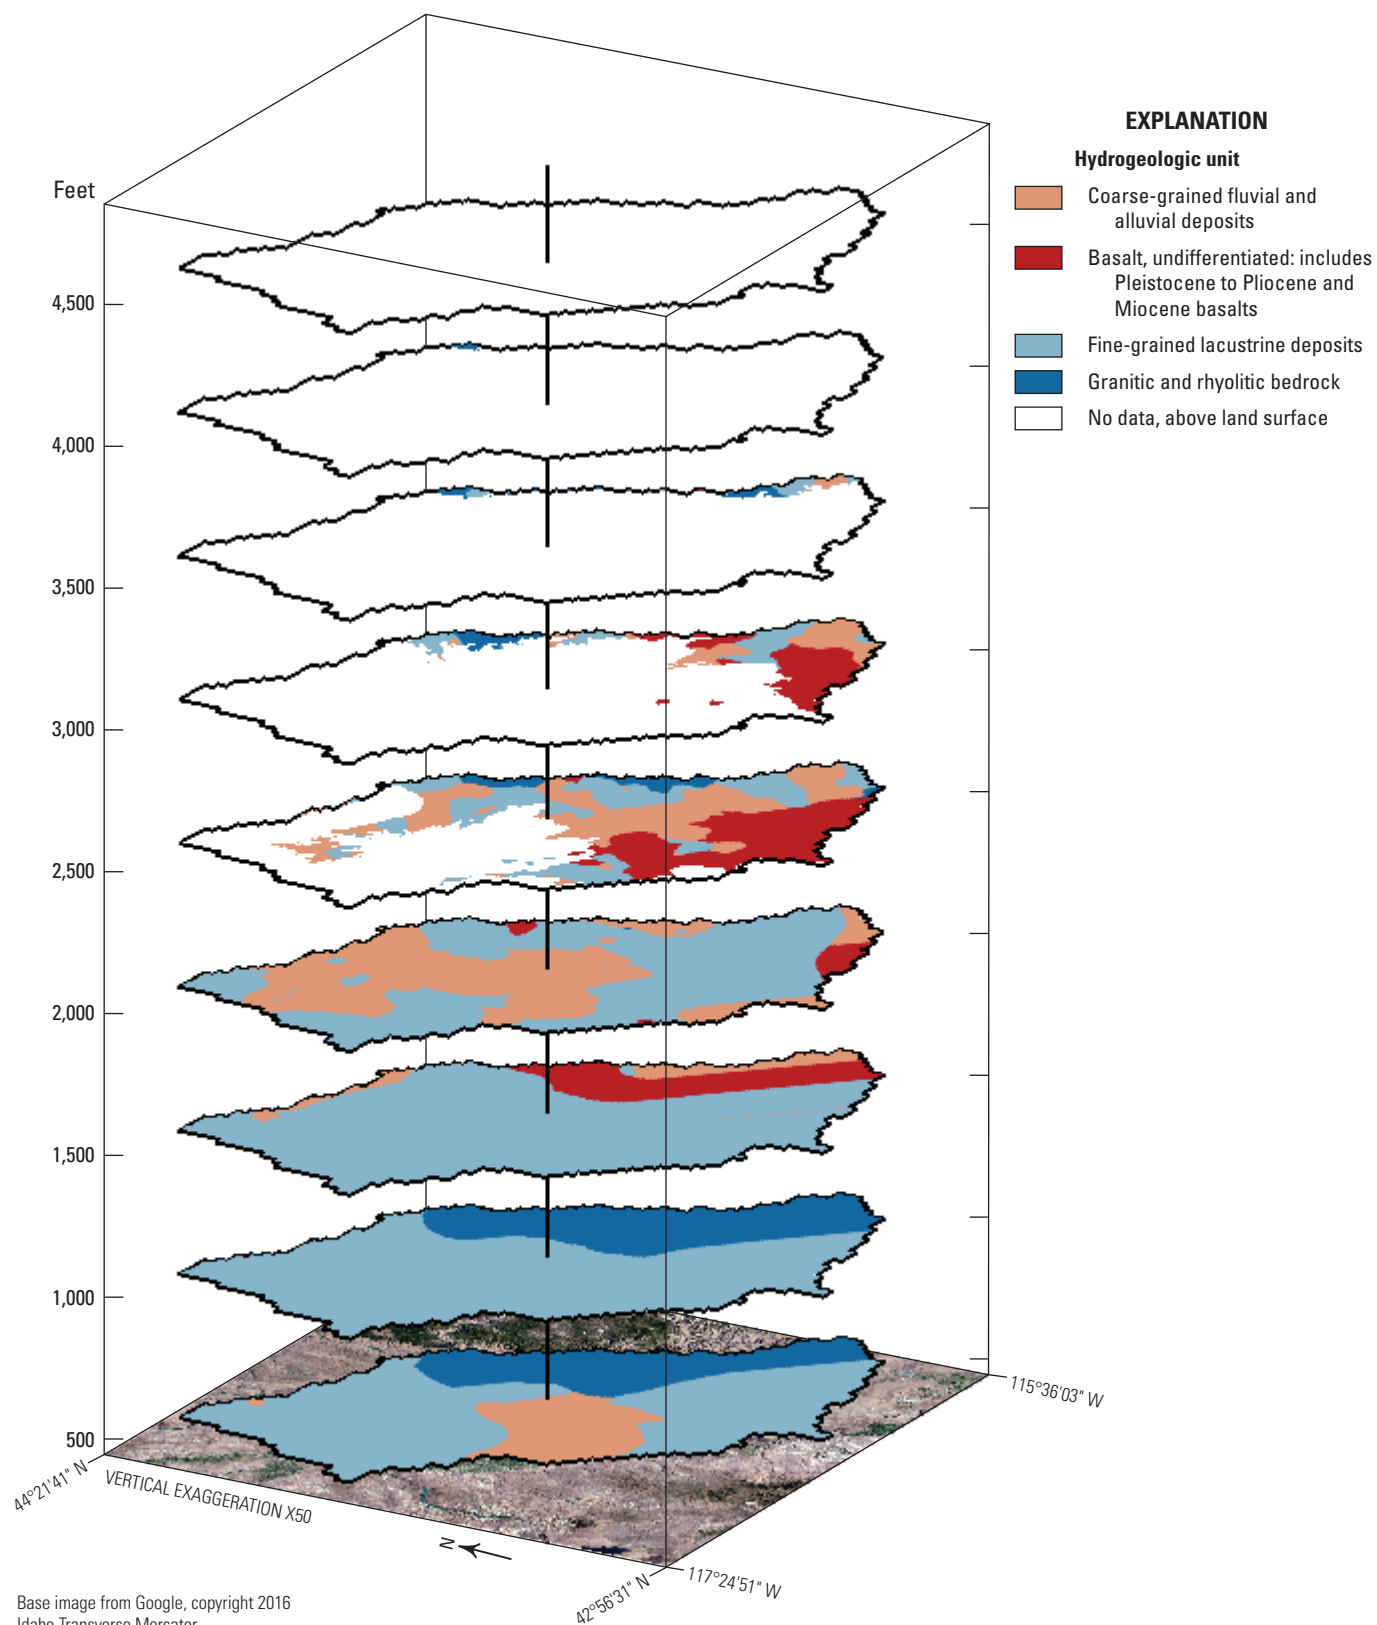 EXPLANATION
Hydrogeologic unit
Coarse-grained fluvial and
alluvial deposits
Basalt, undifferentiated: includes
Pleistocene to Pliocene and
Miocene basalts
Fine-grained lacustrine deposits
Granitic and rhyolitic bedrock
No data, above land surface
Feet
4,500
4,000
3,500
3,000
2,500
2,000
1,500
1,000
500
44°21'41" N
VERTICAL EXAGGERATION X50
N
42°56'31" N
117°24'51" W
115°36'03" W
Base image from Google, copyright 2016
Idaho Transverse Mercator